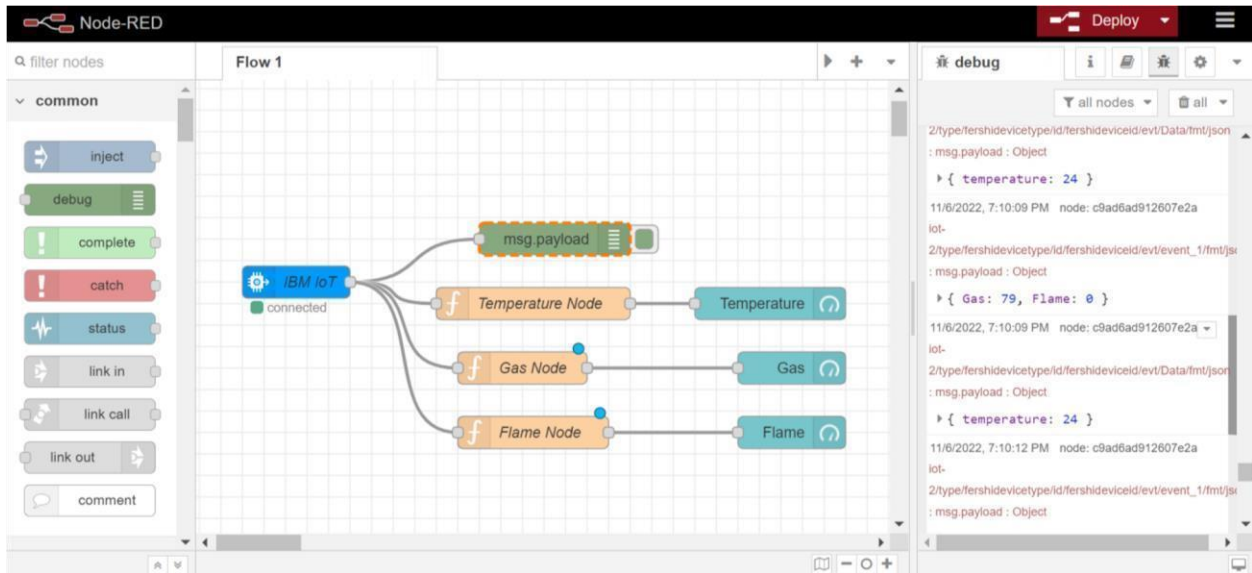 Node-RED
Deploy
filter nodes
common
inject
debug
complete
catch
status
link in
link call
link out
comment
Flow 1
msg.payload
IBM IoT
connected
Temperature Node
Temperature
Gas Node
Gas
Flame Node
Flame
debug
i
all nodes
all
2/type/fershidevicetype/id/fershideviceid/evt/Data/fmt/json
: msg.payload : Object
{ temperature: 24 }
11/6/2022, 7:10:09 PM node: c9ad6ad912607e2a
iot-
2/type/fershidevicetype/id/fershideviceid/evt/event_1/fmt/js
: msg.payload : Object
{ Gas: 79, Flame: 0 }
11/6/2022, 7:10:09 PM node: c9ad6ad912607e2a
iot-
2/type/fershidevicetype/id/fershideviceid/evt/Data/fmt/json
: msg.payload : Object
{ temperature: 24 }
11/6/2022, 7:10:12 PM node: c9ad6ad912607e2a
iot-
2/type/fershidevicetype/id/fershideviceid/evt/event_1/fmt/js
: msg.payload : Object